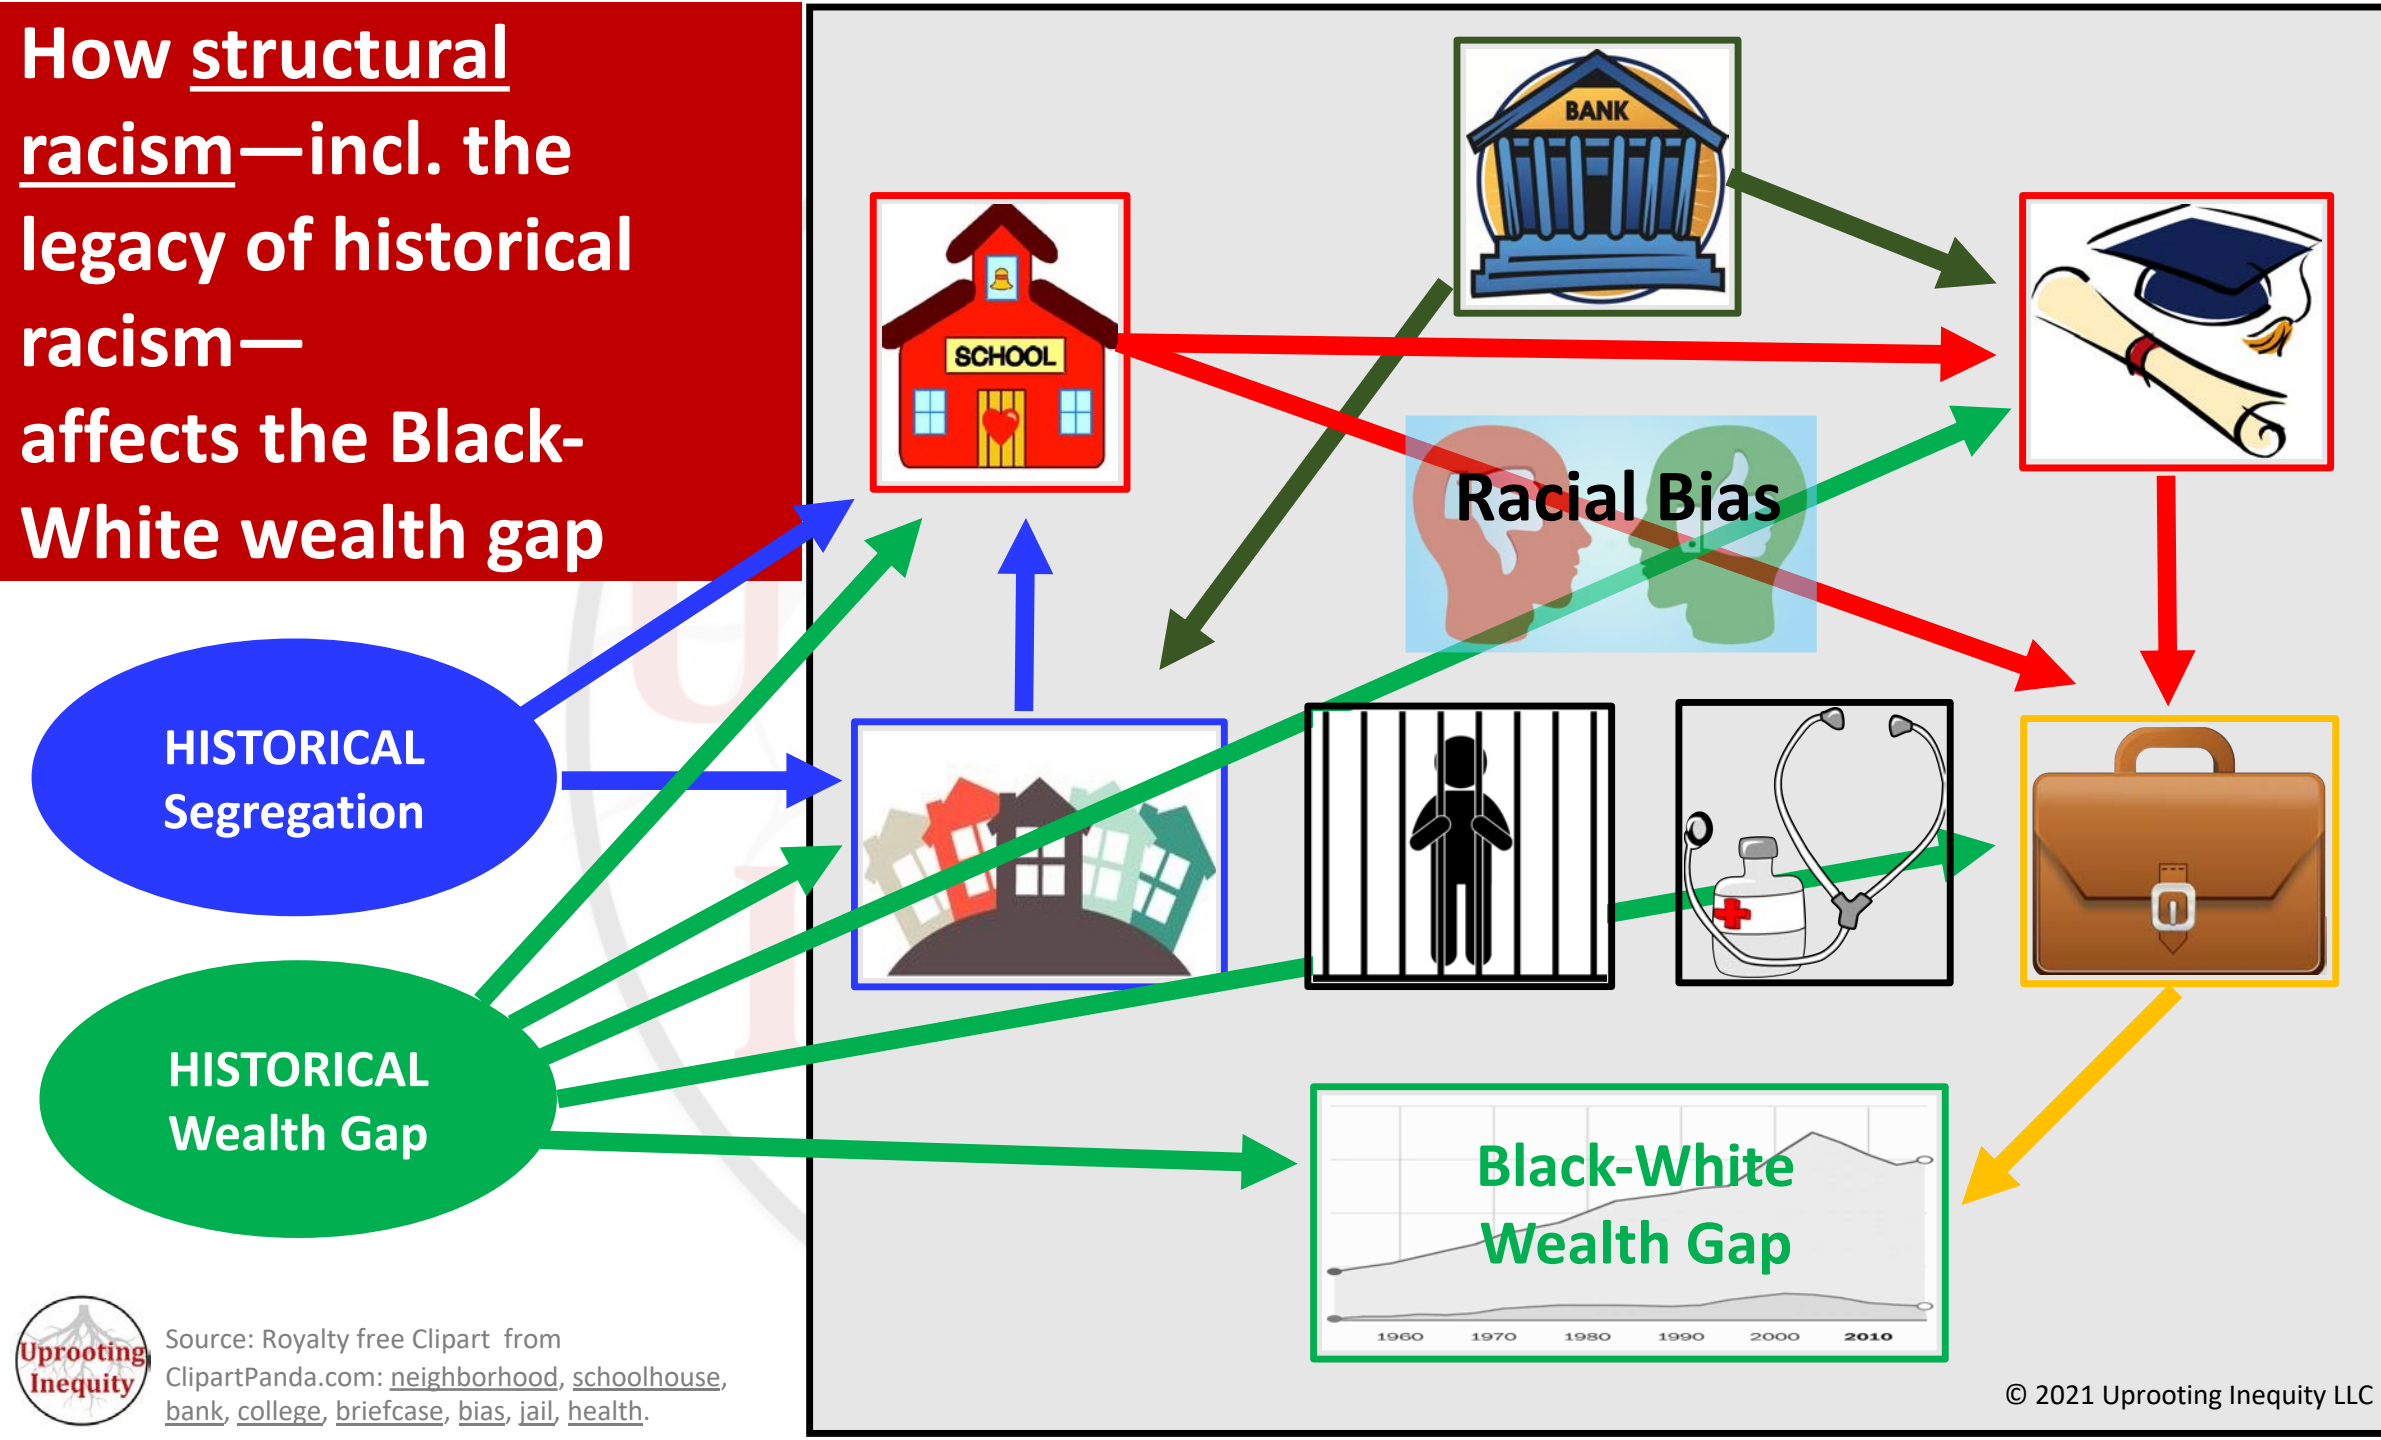 How structural
racism—incl. the
legacy of historical
racism—
affects the Black-
White wealth gap
BANK
SCHOOL
Racial Bias
HISTORICAL
Segregation
HISTORICAL
Wealth Gap
Black-White
Wealth Gap
1960 1970 1980 1990 2000 2010
Uprooting
Inequity
Source: Royalty free Clipart from
ClipartPanda.com: neighborhood, schoolhouse,
bank, college, briefcase, bias, jail, health.
© 2021 Uprooting Inequity LLC